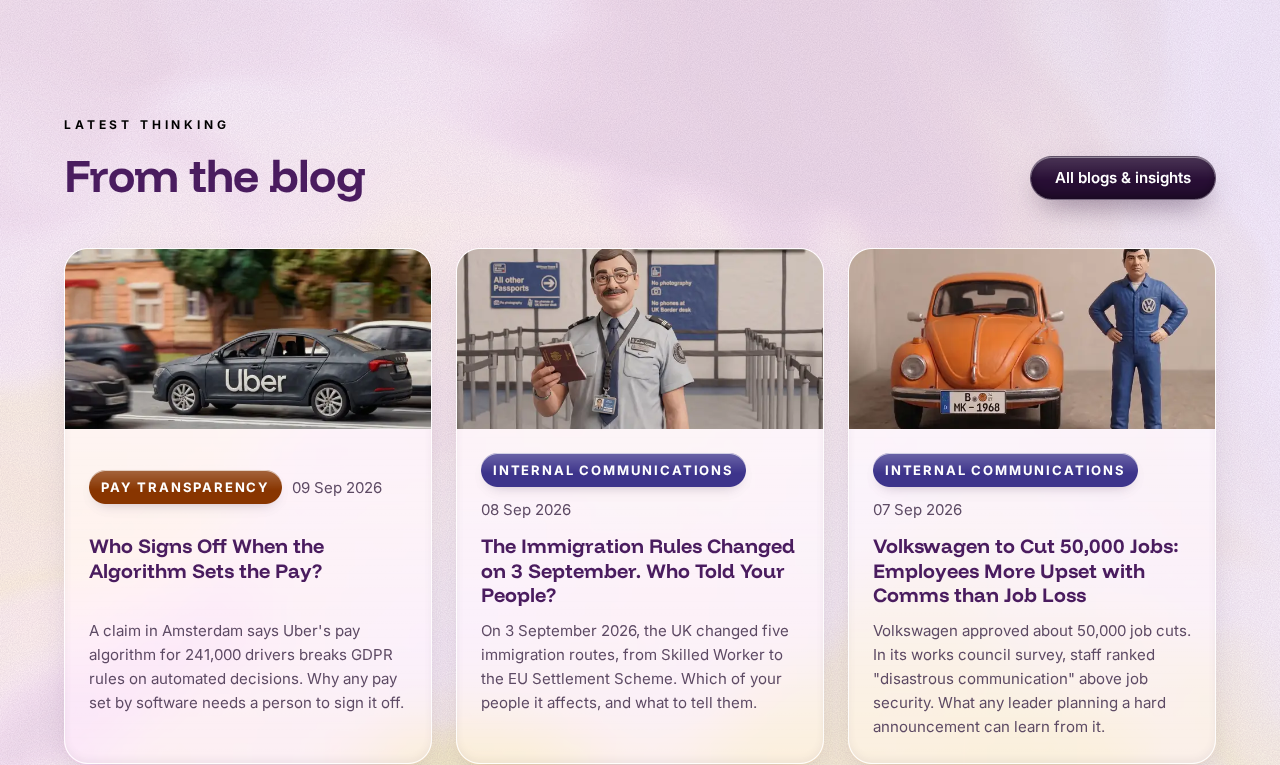 LATEST THINKING
From the blog
All blogs & insights
Uber
All other
Passports
No photography
No phones at
UK Border desk
B
MK-1968
PAY TRANSPARENCY
09 Sep 2026
Who Signs Off When the
Algorithm Sets the Pay?
A claim in Amsterdam says Uber's pay
algorithm for 241,000 drivers breaks GDPR
rules on automated decisions. Why any pay
set by software needs a person to sign it off.
INTERNAL COMMUNICATIONS
08 Sep 2026
The Immigration Rules Changed
on 3 September. Who Told Your
People?
On 3 September 2026, the UK changed five
immigration routes, from Skilled Worker to
the EU Settlement Scheme. Which of your
people it affects, and what to tell them.
INTERNAL COMMUNICATIONS
07 Sep 2026
Volkswagen to Cut 50,000 Jobs:
Employees More Upset with
Comms than Job Loss
Volkswagen approved about 50,000 job cuts.
In its works council survey, staff ranked
"disastrous communication" above job
security. What any leader planning a hard
announcement can learn from it.